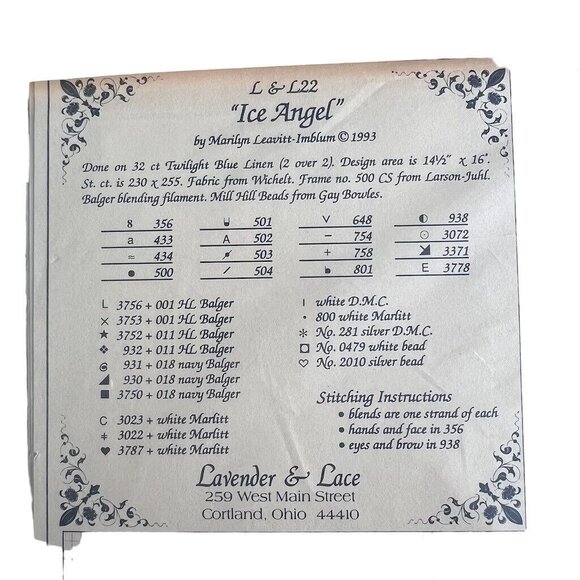 L & L22
"Ice Angel"
by Marilyn Leavitt-Imblum © 1993
Done on 32 ct Twilight Blue Linen (2 over 2). Design area is 14½" x 16".
St. ct. is 230 x 255. Fabric from Wichelt. Frame no. 500 CS from Larson-Juhl.
Balger blending filament. Mill Hill Beads from Gay Bowles.
8 356
a 433
≈ 434
● 500
501
A 502
503
/ 504
V 648
– 754
+ 758
801
◐ 938
⊙ 3072
3371
E 3778
L 3756 + 001 HL Balger
× 3753 + 001 HL Balger
★ 3752 + 011 HL Balger
❖ 932 + 011 HL Balger
931 + 018 navy Balger
◢ 930 + 018 navy Balger
■ 3750 + 018 navy Balger
C 3023 + white Marlitt
‡ 3022 + white Marlitt
♥ 3787 + white Marlitt
I white D.M.C.
• 800 white Marlitt
✻ No. 281 silver D.M.C.
◘ No. 0479 white bead
♡ No. 2010 silver bead
Stitching Instructions
• blends are one strand of each
• hands and face in 356
• eyes and brow in 938
Lavender & Lace
259 West Main Street
Cortland, Ohio 44410